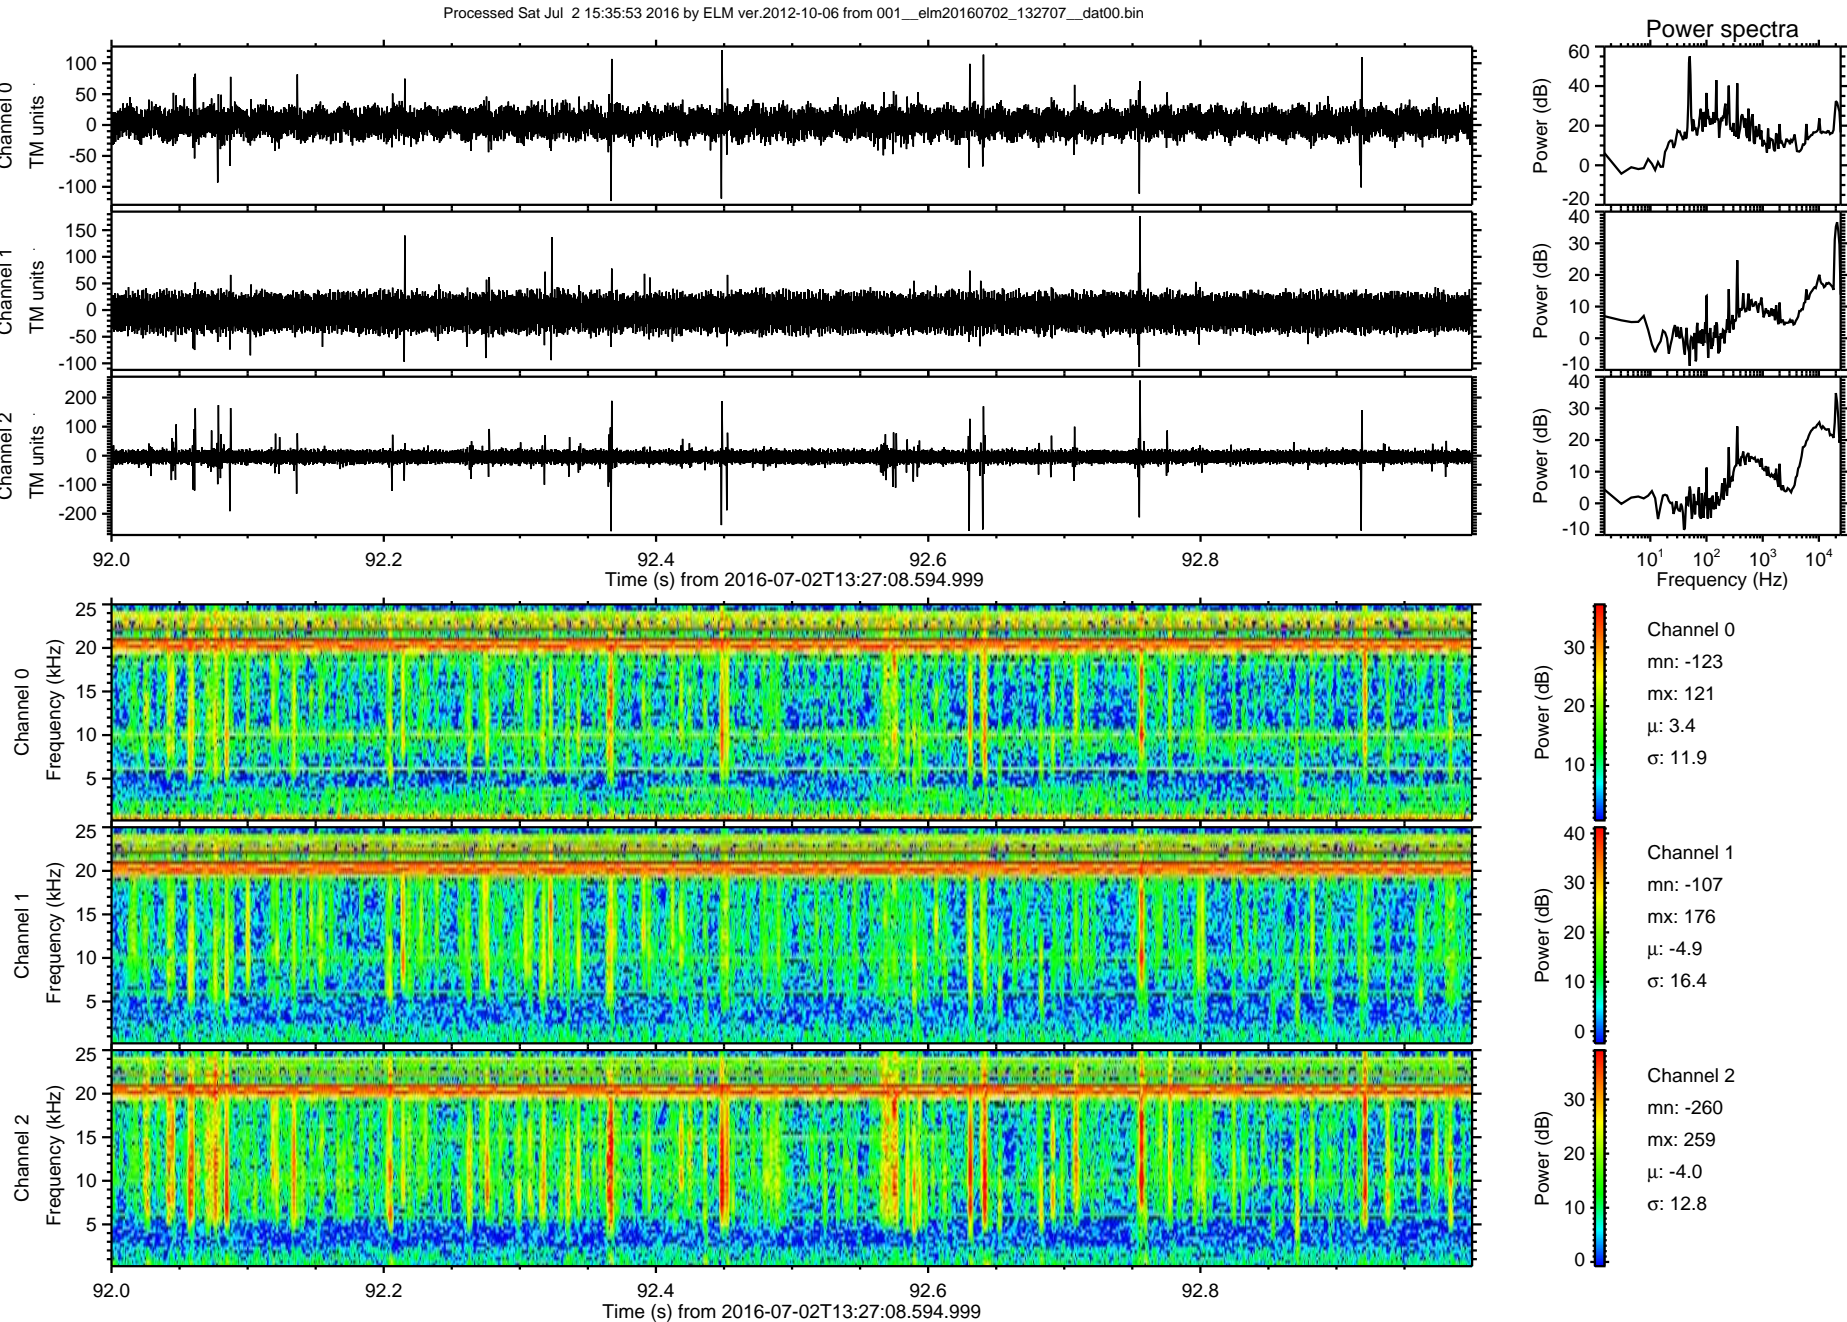 Processed Sat Jul 2 15:35:53 2016 by ELM ver.2012-10-06 from 001__elm20160702_132707__dat00.bin
Power spectra
Channel 0
TM units
100
50
0
-50
-100
Power (dB)
60
40
20
0
-20
Channel 1
TM units
150
100
50
0
-50
-100
Power (dB)
40
30
20
10
0
-10
Channel 2
TM units
200
100
0
-100
-200
Power (dB)
40
30
20
10
0
-10
92.0 92.2 92.4 92.6 92.8
Time (s) from 2016-07-02T13:27:08.594.999
10¹ 10² 10³ 10⁴
Frequency (Hz)
Channel 0
Frequency (kHz)
25
20
15
10
5
Power (dB)
30
20
10
Channel 0
mn: -123
mx: 121
μ: 3.4
σ: 11.9
Channel 1
Frequency (kHz)
25
20
15
10
5
Power (dB)
40
30
20
10
0
Channel 1
mn: -107
mx: 176
μ: -4.9
σ: 16.4
Channel 2
Frequency (kHz)
25
20
15
10
5
Power (dB)
30
20
10
0
Channel 2
mn: -260
mx: 259
μ: -4.0
σ: 12.8
92.0 92.2 92.4 92.6 92.8
Time (s) from 2016-07-02T13:27:08.594.999